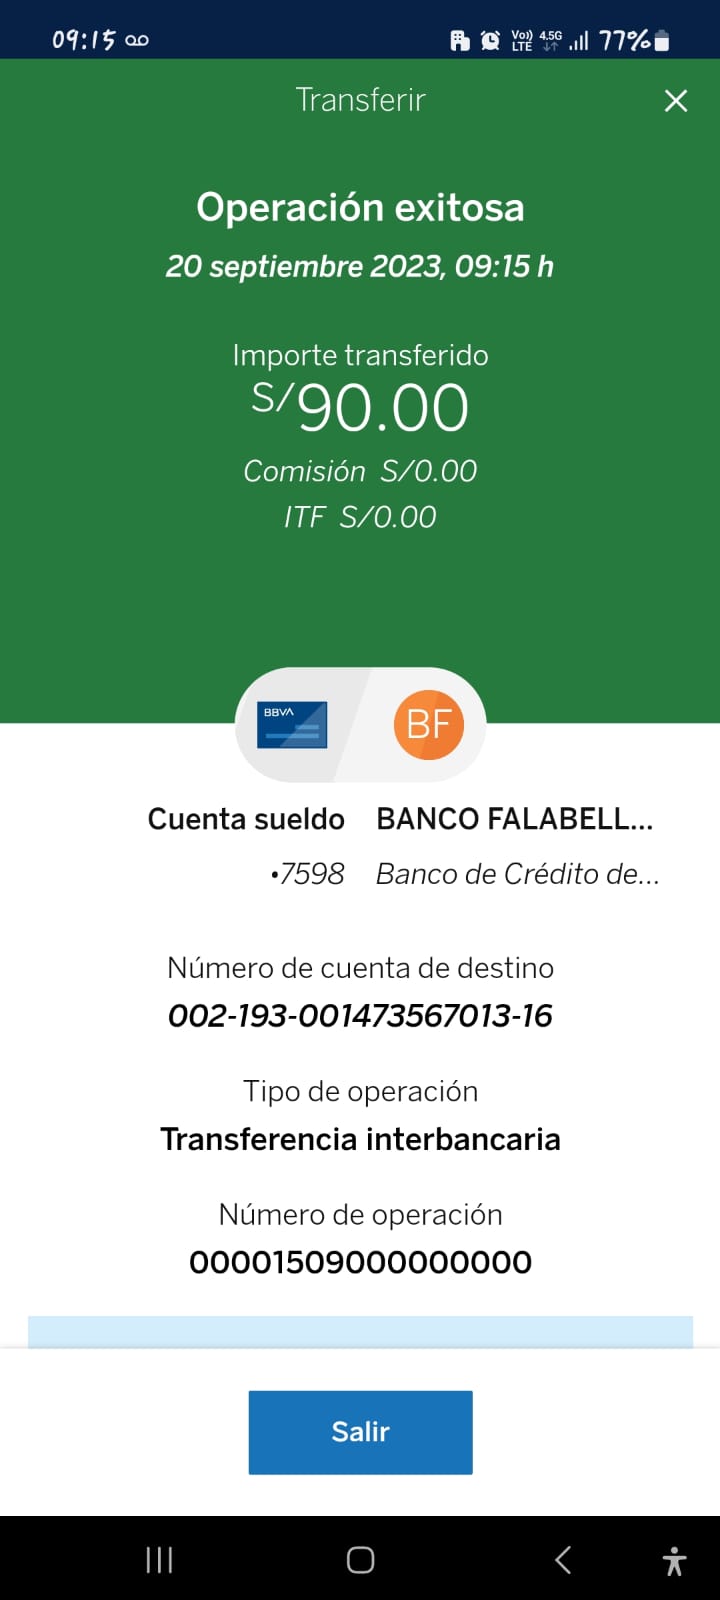 09:15
Vo)) 4.5G 77%
LTE
Transferir
Operación exitosa
20 septiembre 2023, 09:15 h
Importe transferido
S/90.00
Comisión S/0.00
ITF S/0.00
BBVA BF
Cuenta sueldo BANCO FALABELL...
•7598 Banco de Crédito de...
Número de cuenta de destino
002-193-001473567013-16
Tipo de operación
Transferencia interbancaria
Número de operación
00001509000000000
Salir